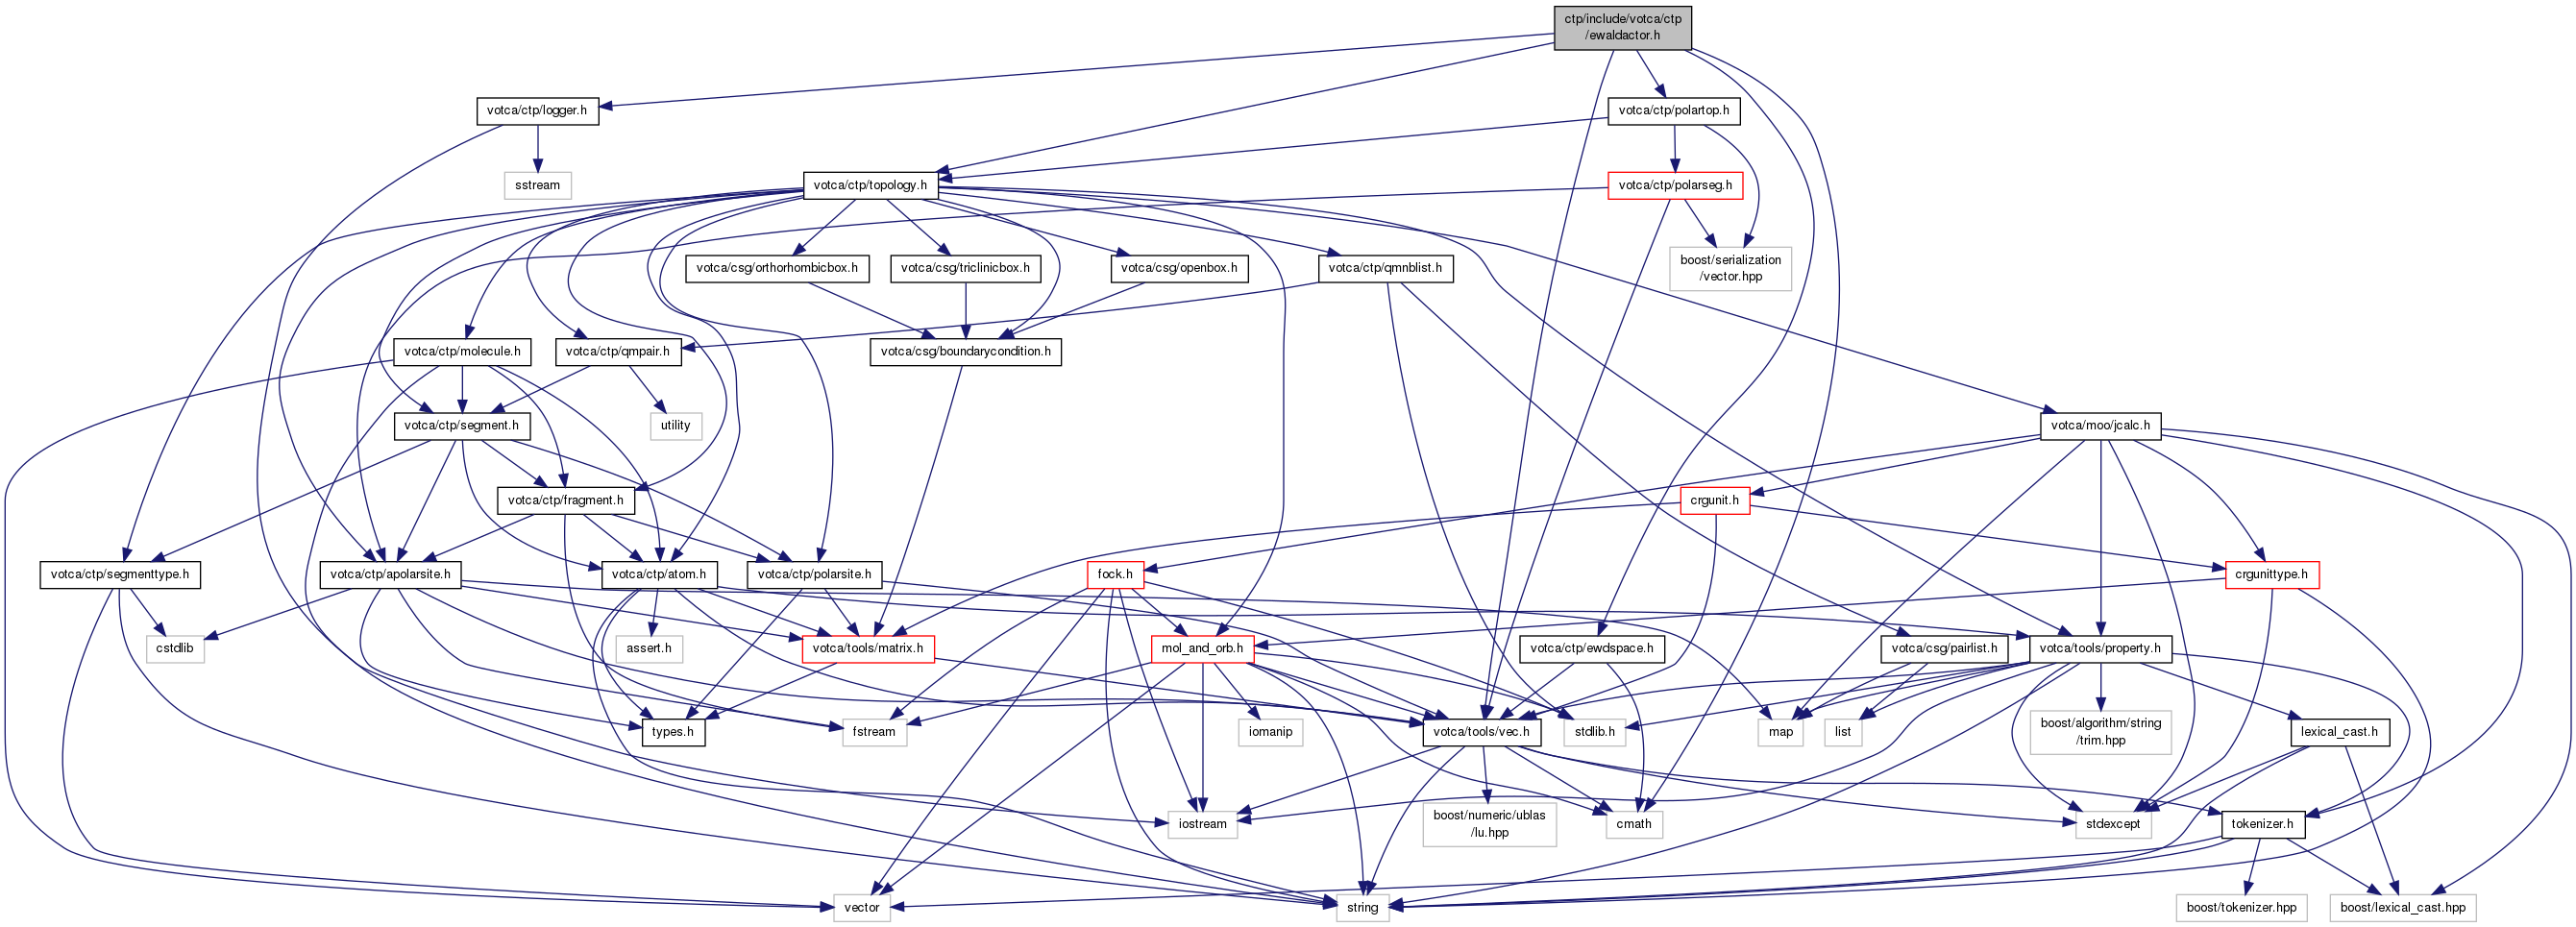 ctp/include/votca/ctp
/ewaldactor.h
votca/ctp/logger.h
votca/ctp/polartop.h
sstream
votca/ctp/topology.h
votca/ctp/polarseg.h
votca/csg/orthorhombicbox.h
votca/csg/triclinicbox.h
votca/csg/openbox.h
votca/ctp/qmnblist.h
boost/serialization
/vector.hpp
votca/ctp/molecule.h
votca/ctp/qmpair.h
votca/csg/boundarycondition.h
votca/ctp/segment.h
utility
votca/moo/jcalc.h
votca/ctp/fragment.h
crgunit.h
votca/ctp/segmenttype.h
votca/ctp/apolarsite.h
votca/ctp/atom.h
votca/ctp/polarsite.h
fock.h
crgunittype.h
cstdlib
assert.h
votca/tools/matrix.h
mol_and_orb.h
votca/ctp/ewdspace.h
votca/csg/pairlist.h
votca/tools/property.h
types.h
fstream
iomanip
votca/tools/vec.h
stdlib.h
map
list
boost/algorithm/string
/trim.hpp
lexical_cast.h
iostream
boost/numeric/ublas
/lu.hpp
cmath
stdexcept
tokenizer.h
vector
string
boost/tokenizer.hpp
boost/lexical_cast.hpp